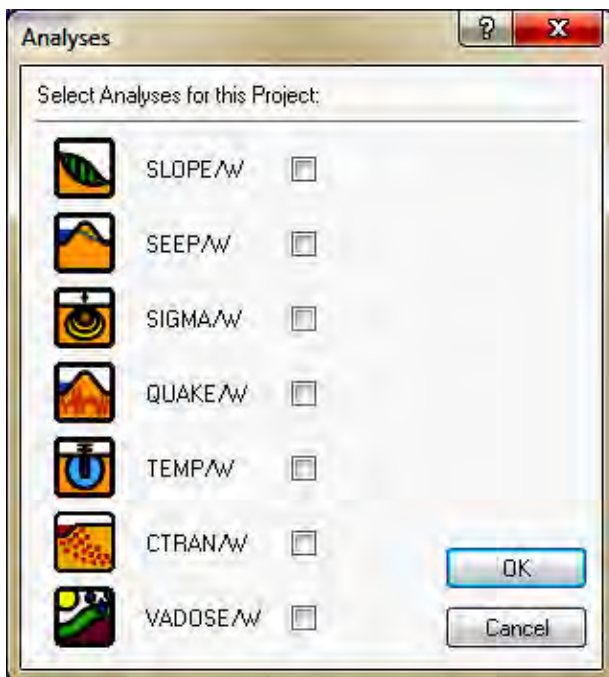 Analyses
?
X
Select Analyses for this Project:
SLOPE/W
SEEP/W
SIGMA/W
QUAKE/W
TEMP/W
CTRAN/W
VADOSE/W
OK
Cancel